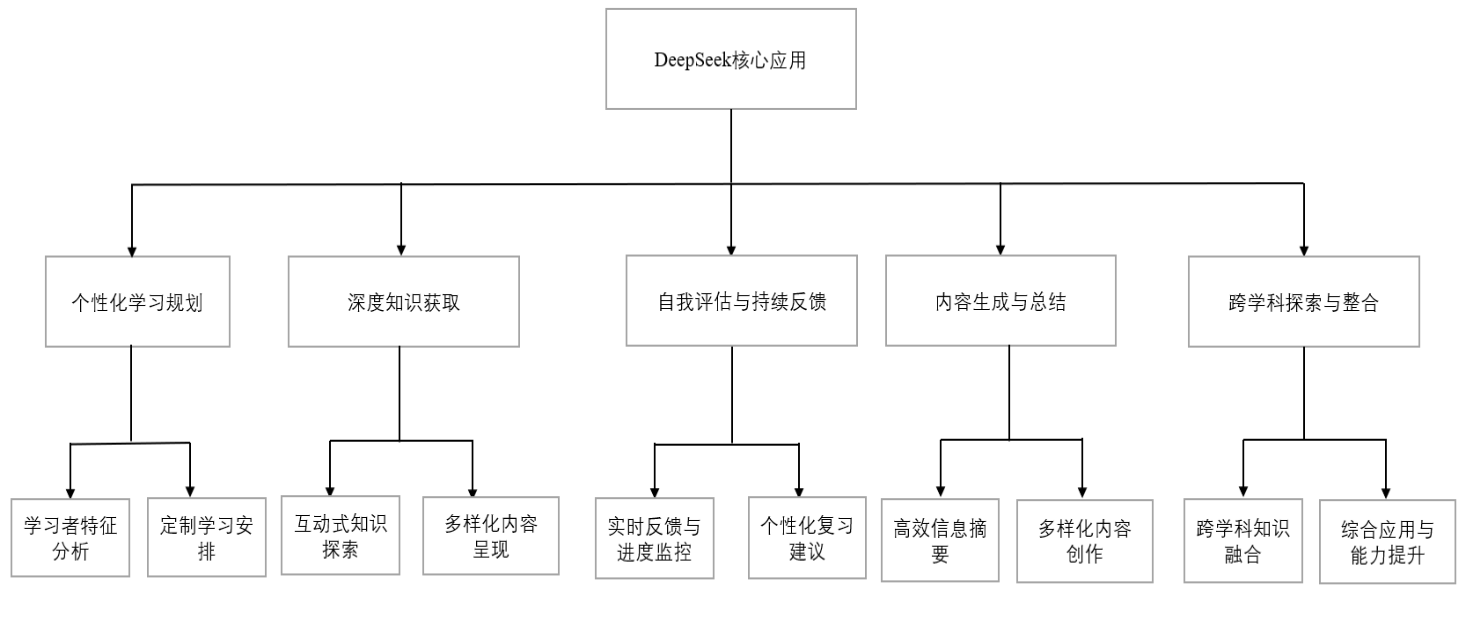 DeepSeek核心应用
个性化学习规划
深度知识获取
自我评估与持续反馈
内容生成与总结
跨学科探索与整合
学习者特征
分析
定制学习安
排
互动式知识
探索
多样化内容
呈现
实时反馈与
进度监控
个性化复习
建议
高效信息摘
要
多样化内容
创作
跨学科知识
融合
综合应用与
能力提升